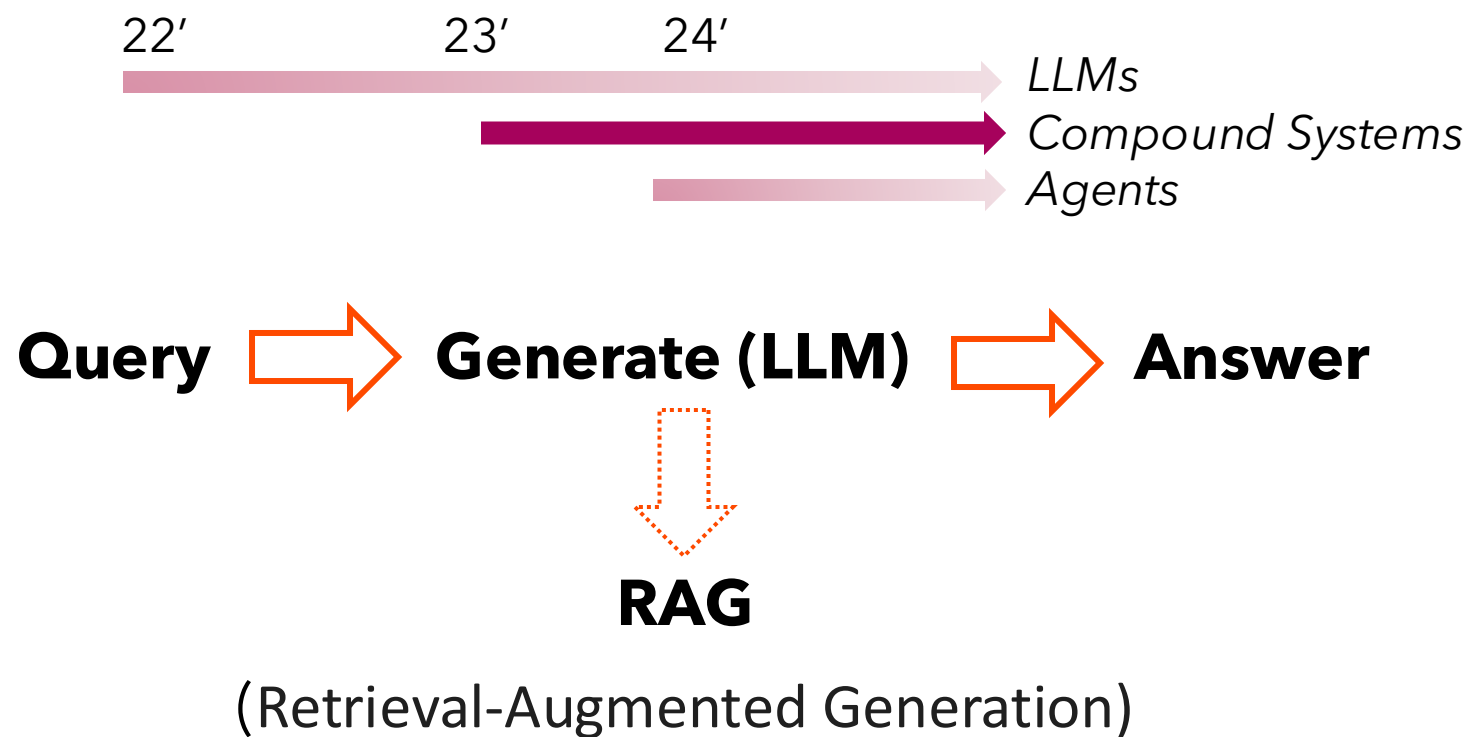 22’ 23’ 24’
LLMs
Compound Systems
Agents
Query Generate (LLM) Answer
RAG
(Retrieval-Augmented Generation)